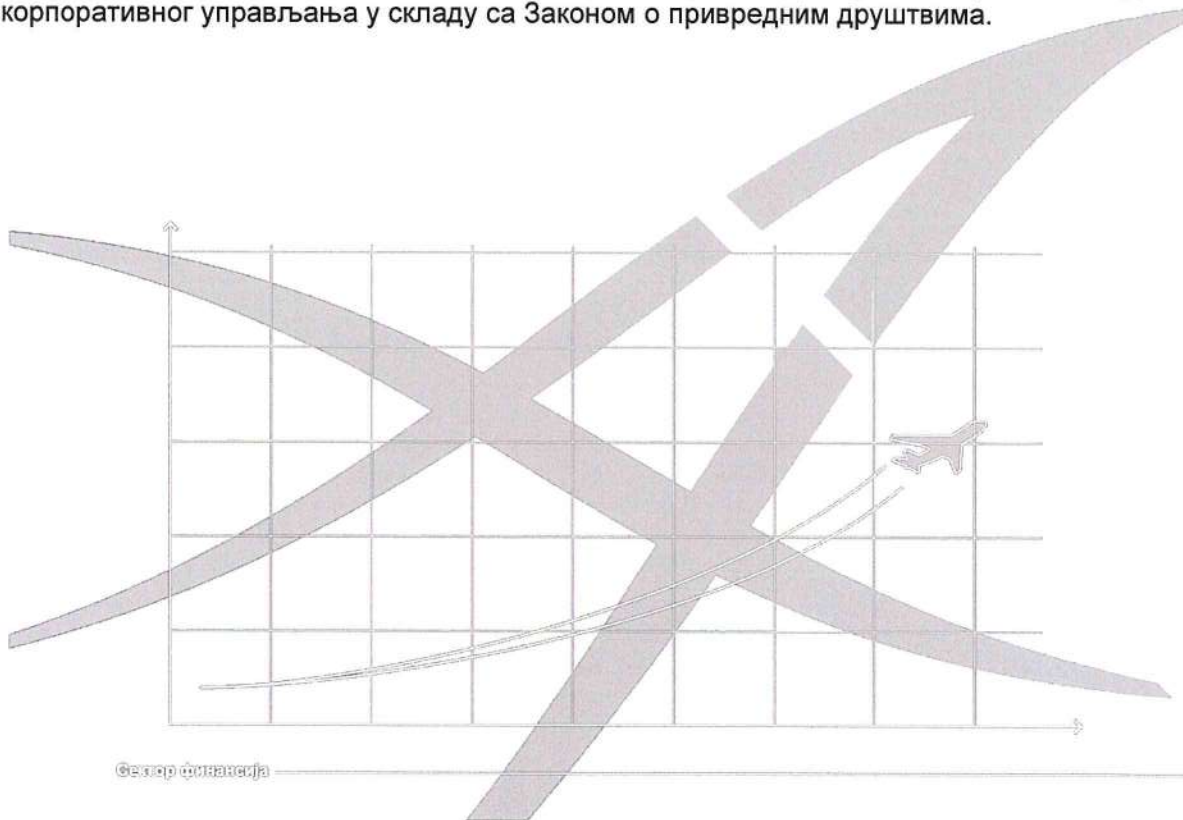 корпоративног управљања у складу са Законом о привредним друштвима.
Сектор финансија